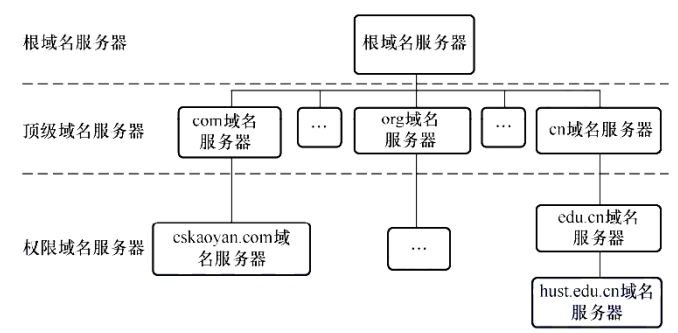 根域名服务器
根域名服务器
顶级域名服务器
com域名
服务器
...
org域名
服务器
...
cn域名服务器
权限域名服务器
cskaoyan.com域
名服务器
...
edu.cn域名
服务器
hust.edu.cn域名
服务器